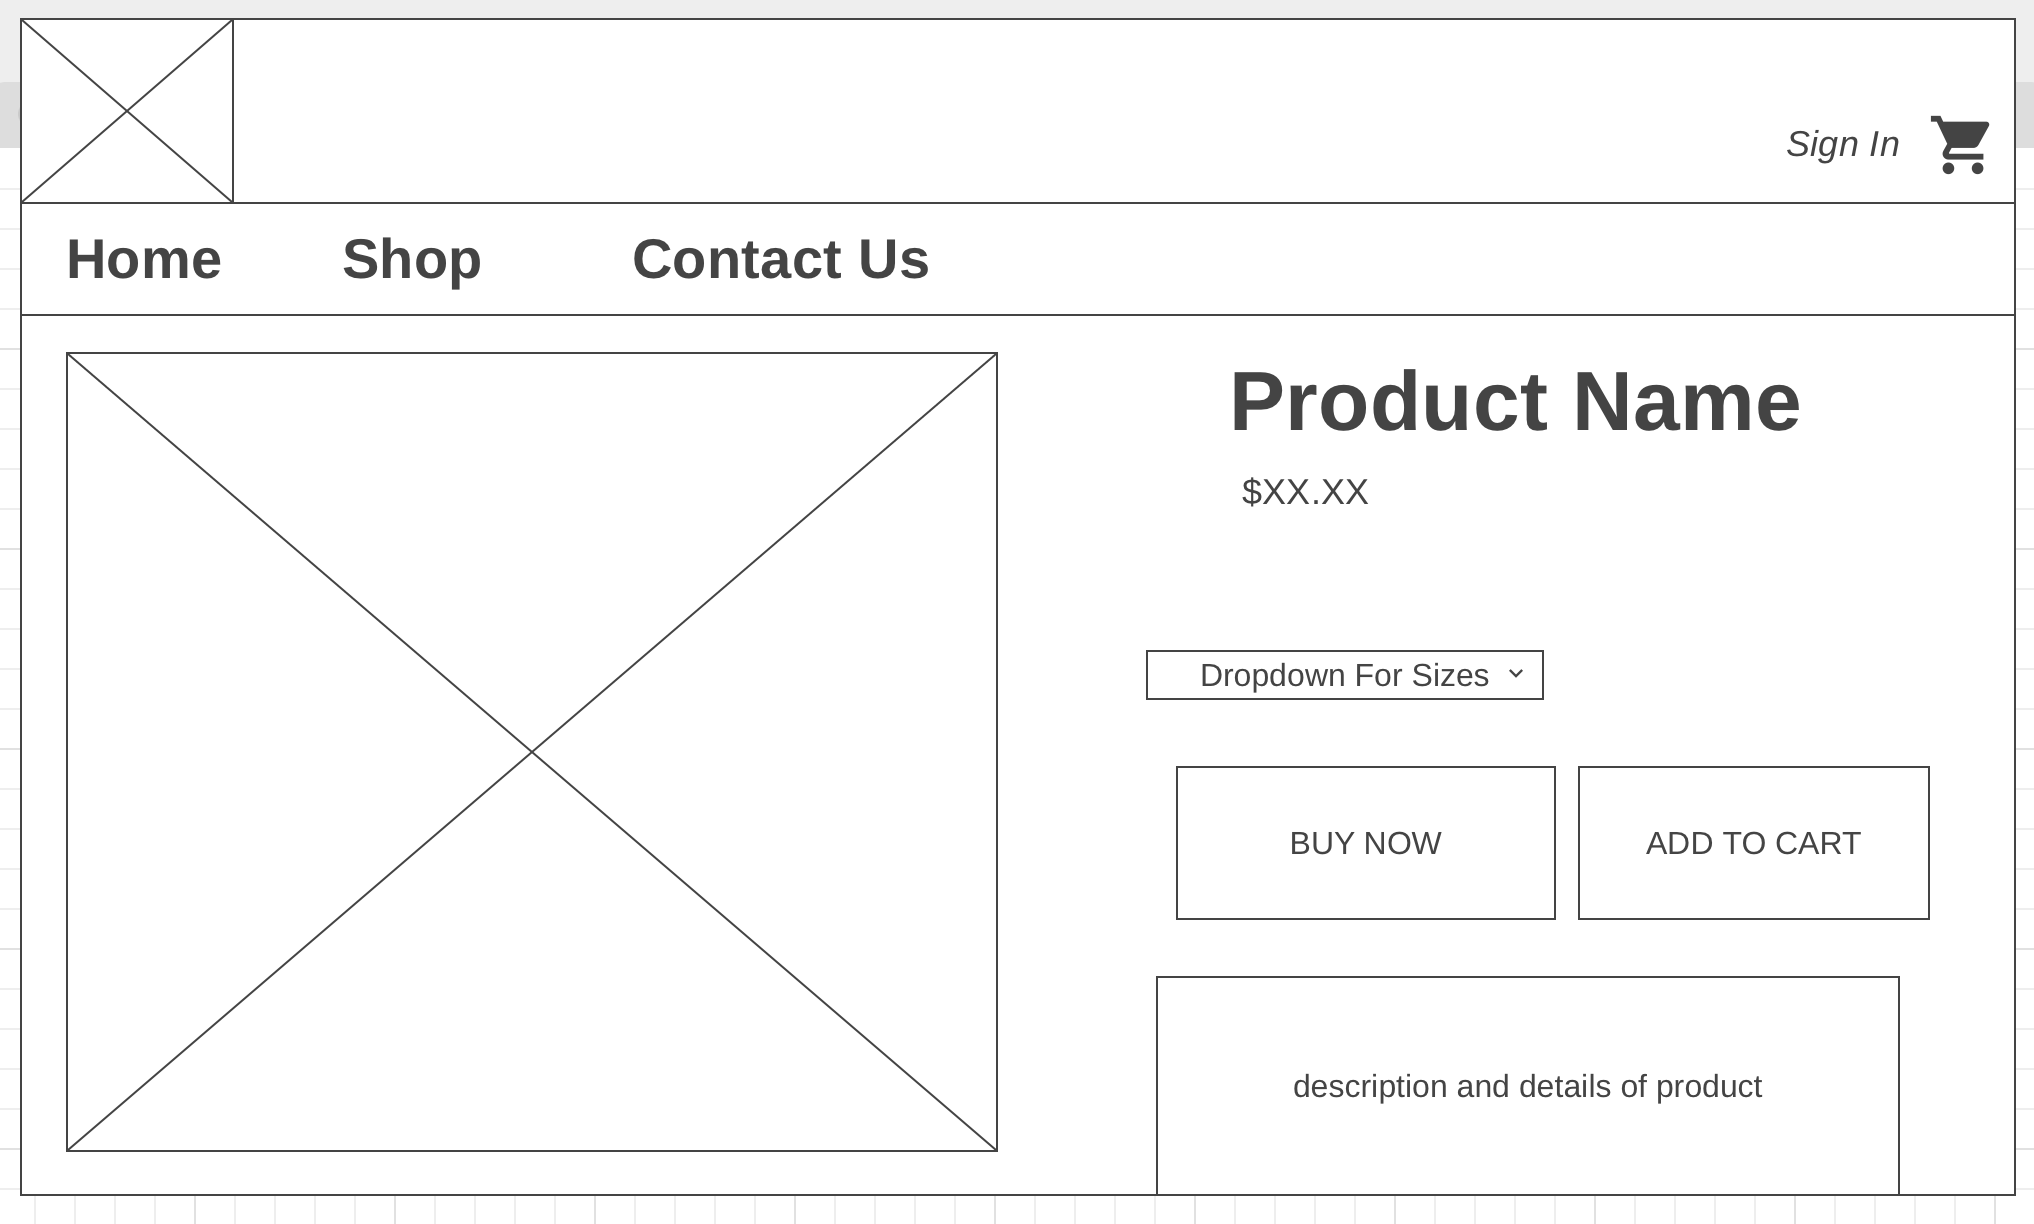 Sign In
Home Shop Contact Us
Product Name
$XX.XX
Dropdown For Sizes
BUY NOW ADD TO CART
description and details of product